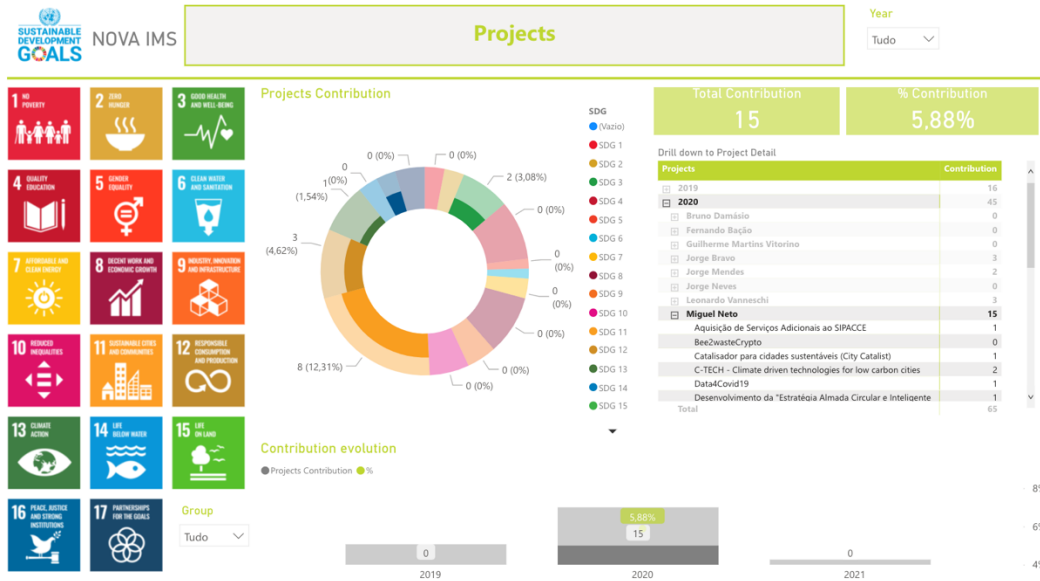 SUSTAINABLE
DEVELOPMENT
GOALS
NOVA IMS
Projects
Year
Tudo
1 NO
POVERTY
2 ZERO
HUNGER
3 GOOD HEALTH
AND WELL-BEING
4 QUALITY
EDUCATION
5 GENDER
EQUALITY
6 CLEAN WATER
AND SANITATION
7 AFFORDABLE AND
CLEAN ENERGY
8 DECENT WORK AND
ECONOMIC GROWTH
9 INDUSTRY, INNOVATION
AND INFRASTRUCTURE
10 REDUCED
INEQUALITIES
11 SUSTAINABLE CITIES
AND COMMUNITIES
12 RESPONSIBLE
CONSUMPTION
AND PRODUCTION
13 CLIMATE
ACTION
14 LIFE
BELOW WATER
15 LIFE
ON LAND
16 PEACE, JUSTICE
AND STRONG
INSTITUTIONS
17 PARTNERSHIPS
FOR THE GOALS
Group
Tudo
Projects Contribution
0 (0%)
2 (3,08%)
0 (0%)
0
(0%)
0
(0%)
0 (0%)
0 (0%)
0 (0%)
8 (12,31%)
3
(4,62%)
1
(1,54%)
0
(0%)
0 (0%)
SDG
(Vazio)
SDG 1
SDG 2
SDG 3
SDG 4
SDG 5
SDG 6
SDG 7
SDG 8
SDG 9
SDG 10
SDG 11
SDG 12
SDG 13
SDG 14
SDG 15
Total Contribution
15
% Contribution
5,88%
Drill down to Project Detail
Projects Contribution
2019 16
2020 45
Bruno Damásio 0
Fernando Bação 0
Guilherme Martins Vitorino 0
Jorge Bravo 3
Jorge Mendes 2
Jorge Neves 0
Leonardo Vanneschi 3
Miguel Neto 15
Aquisição de Serviços Adicionais ao SIPACCE 1
Bee2wasteCrypto 0
Catalisador para cidades sustentáveis (City Catalist) 1
C-TECH - Climate driven technologies for low carbon cities 2
Data4Covid19 1
Desenvolvimento da "Estratégia Almada Circular e Inteligente 1
Total 65
Contribution evolution
Projects Contribution %
8%
6%
4%
0
5,88%
15
0
2019
2020
2021